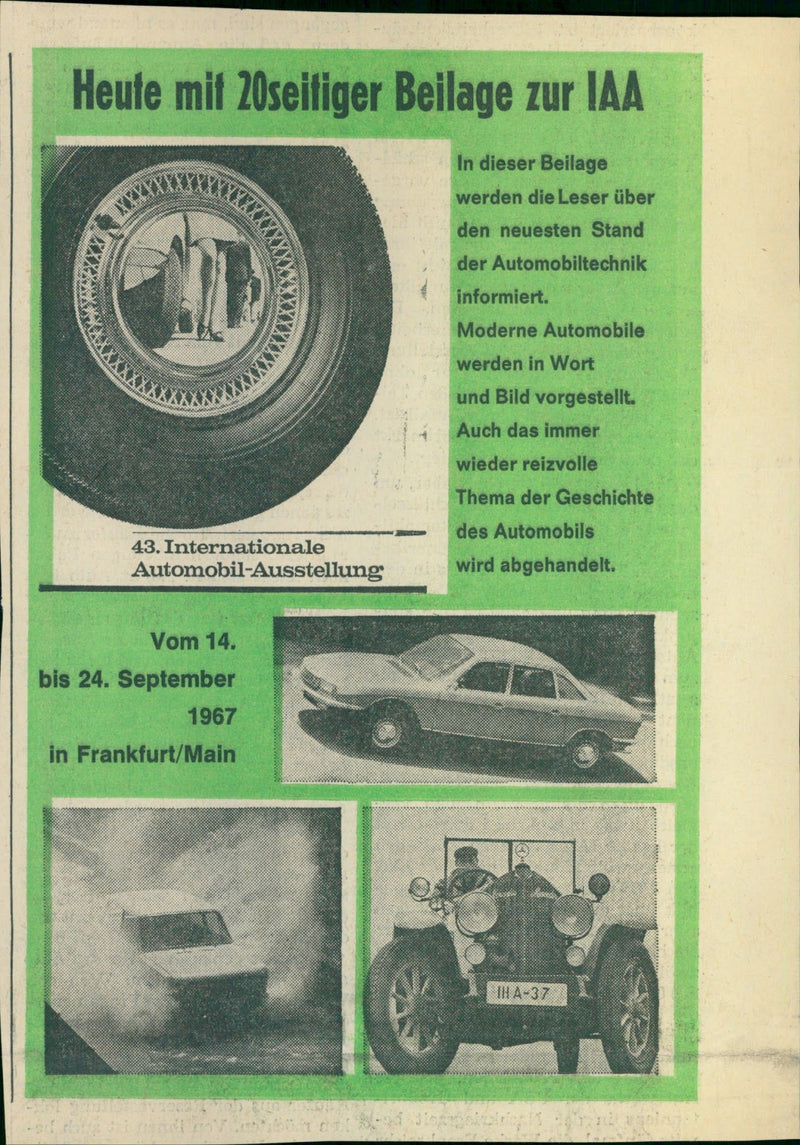 Heute mit 20seitiger Beilage zur IAA
In dieser Beilage
werden die Leser über
den neuesten Stand
der Automobiltechnik
informiert.
Moderne Automobile
werden in Wort
und Bild vorgestellt.
Auch das immer
wieder reizvolle
Thema der Geschichte
des Automobils
wird abgehandelt.
43. Internationale
Automobil-Ausstellung
Vom 14.
bis 24. September
1967
in Frankfurt/Main
IIIA-37